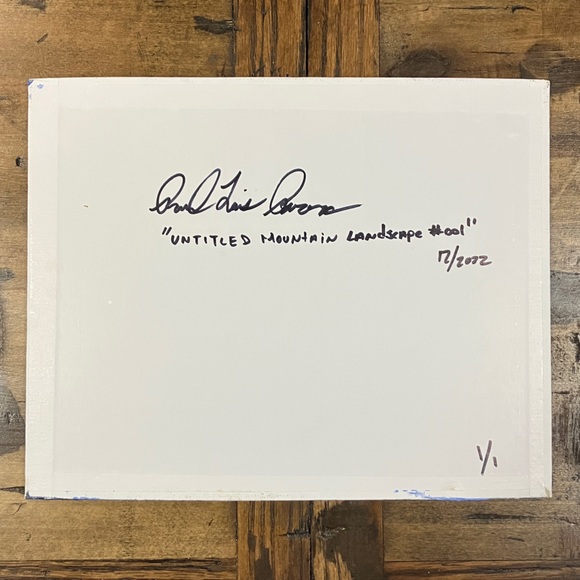 "UNTITLED MOUNTAIN LANDSCAPE #001"
12/2022
1/1